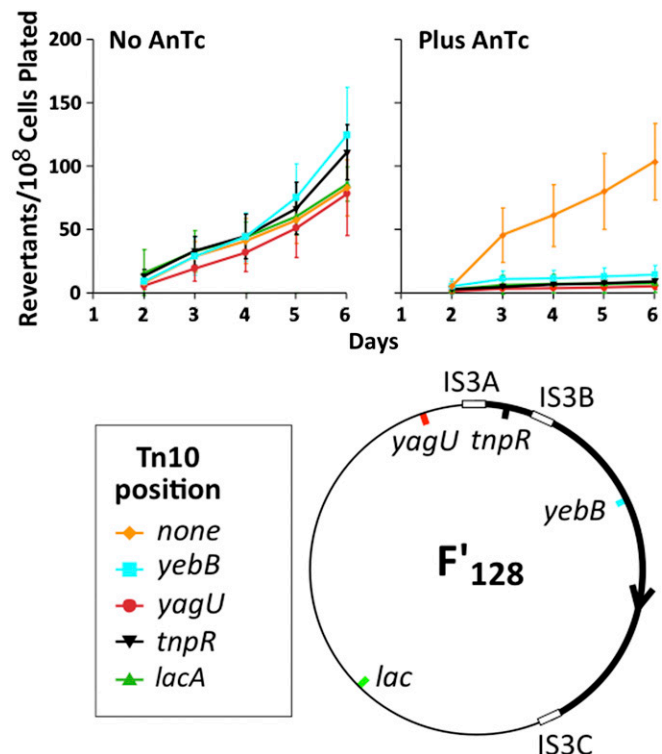 No AnTc
Plus AnTc
Revertants/10⁸ Cells Plated
200
150
100
50
0
1 2 3 4 5 6
1 2 3 4 5 6
Days
Tn10
position
none
yebB
yagU
tnpR
lacA
IS3A
IS3B
yagU
tnpR
yebB
F'128
lac
IS3C